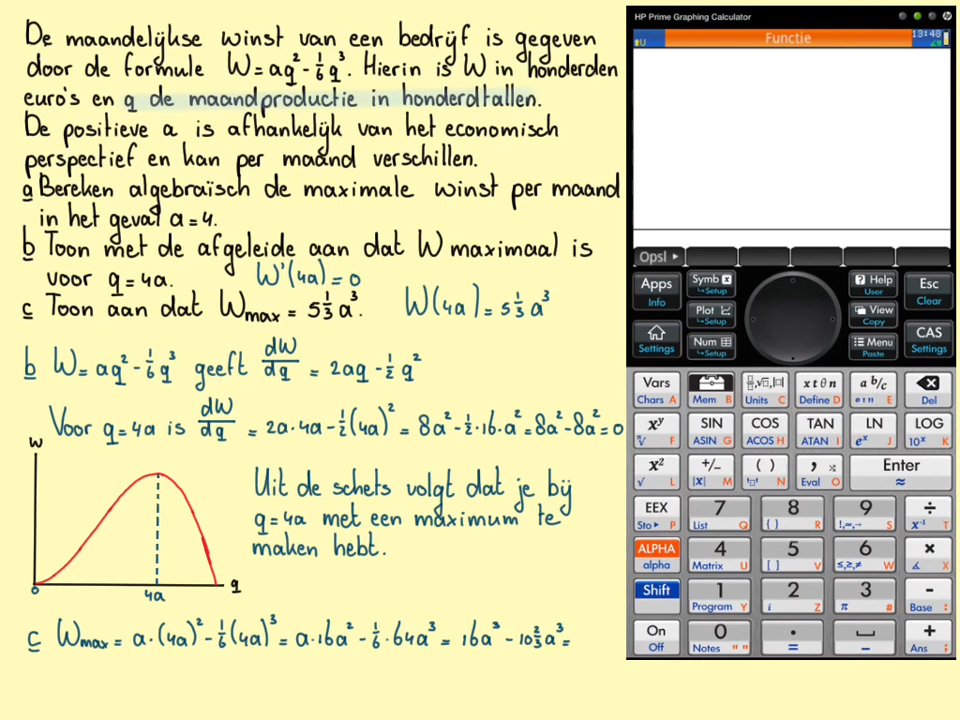 De maandelijkse winst van een bedrijf is gegeven
door de formule W = aq² - 1/6 q³. Hierin is W in honderden
euro's en q de maandproductie in honderdtallen.
De positieve a is afhankelijk van het economisch
perspectief en kan per maand verschillen.
a Bereken algebraïsch de maximale winst per maand
in het geval a = 4.
b Toon met de afgeleide aan dat W maximaal is
voor q = 4a. W'(4a) = 0
c Toon aan dat Wmax = 5 1/3 a³. W(4a) = 5 1/3 a³
b W = aq² - 1/6 q³ geeft dW/dq = 2aq - 1/2 q²
Voor q = 4a is dW/dq = 2a·4a - 1/2(4a)² = 8a² - 1/2·16·a² = 8a² - 8a² = 0
W
Uit de schets volgt dat je bij
q = 4a met een maximum te
maken hebt.
0 4a q
c Wmax = a·(4a)² - 1/6(4a)³ = a·16a² - 1/6·64a³ = 16a³ - 10 2/3 a³ =
HP Prime Graphing Calculator
∠U Functie 13:48
Opsl ▸
Apps Info Symb ↳Setup Help User Esc Clear
Plot ↳Setup View Copy
Settings Num ↳Setup Menu Paste CAS Settings
Vars Chars A Mem B Units C x t θ n Define D a b/c E Del
xʸ F SIN ASIN G COS ACOS H TAN ATAN I LN eˣ J LOG 10ˣ K
x² √ L +/- |x| M ( ) N , Eval O Enter ≈
EEX Sto ▸ P 7 List Q 8 { } R 9 !,∞,→ S ÷ x⁻¹ T
ALPHA alpha 4 Matrix U 5 [ ] V 6 ≤,≥,≠ W × ∡ X
Shift 1 Program Y 2 i Z 3 π # - Base :
On Off 0 Notes " " . = _ + Ans ;